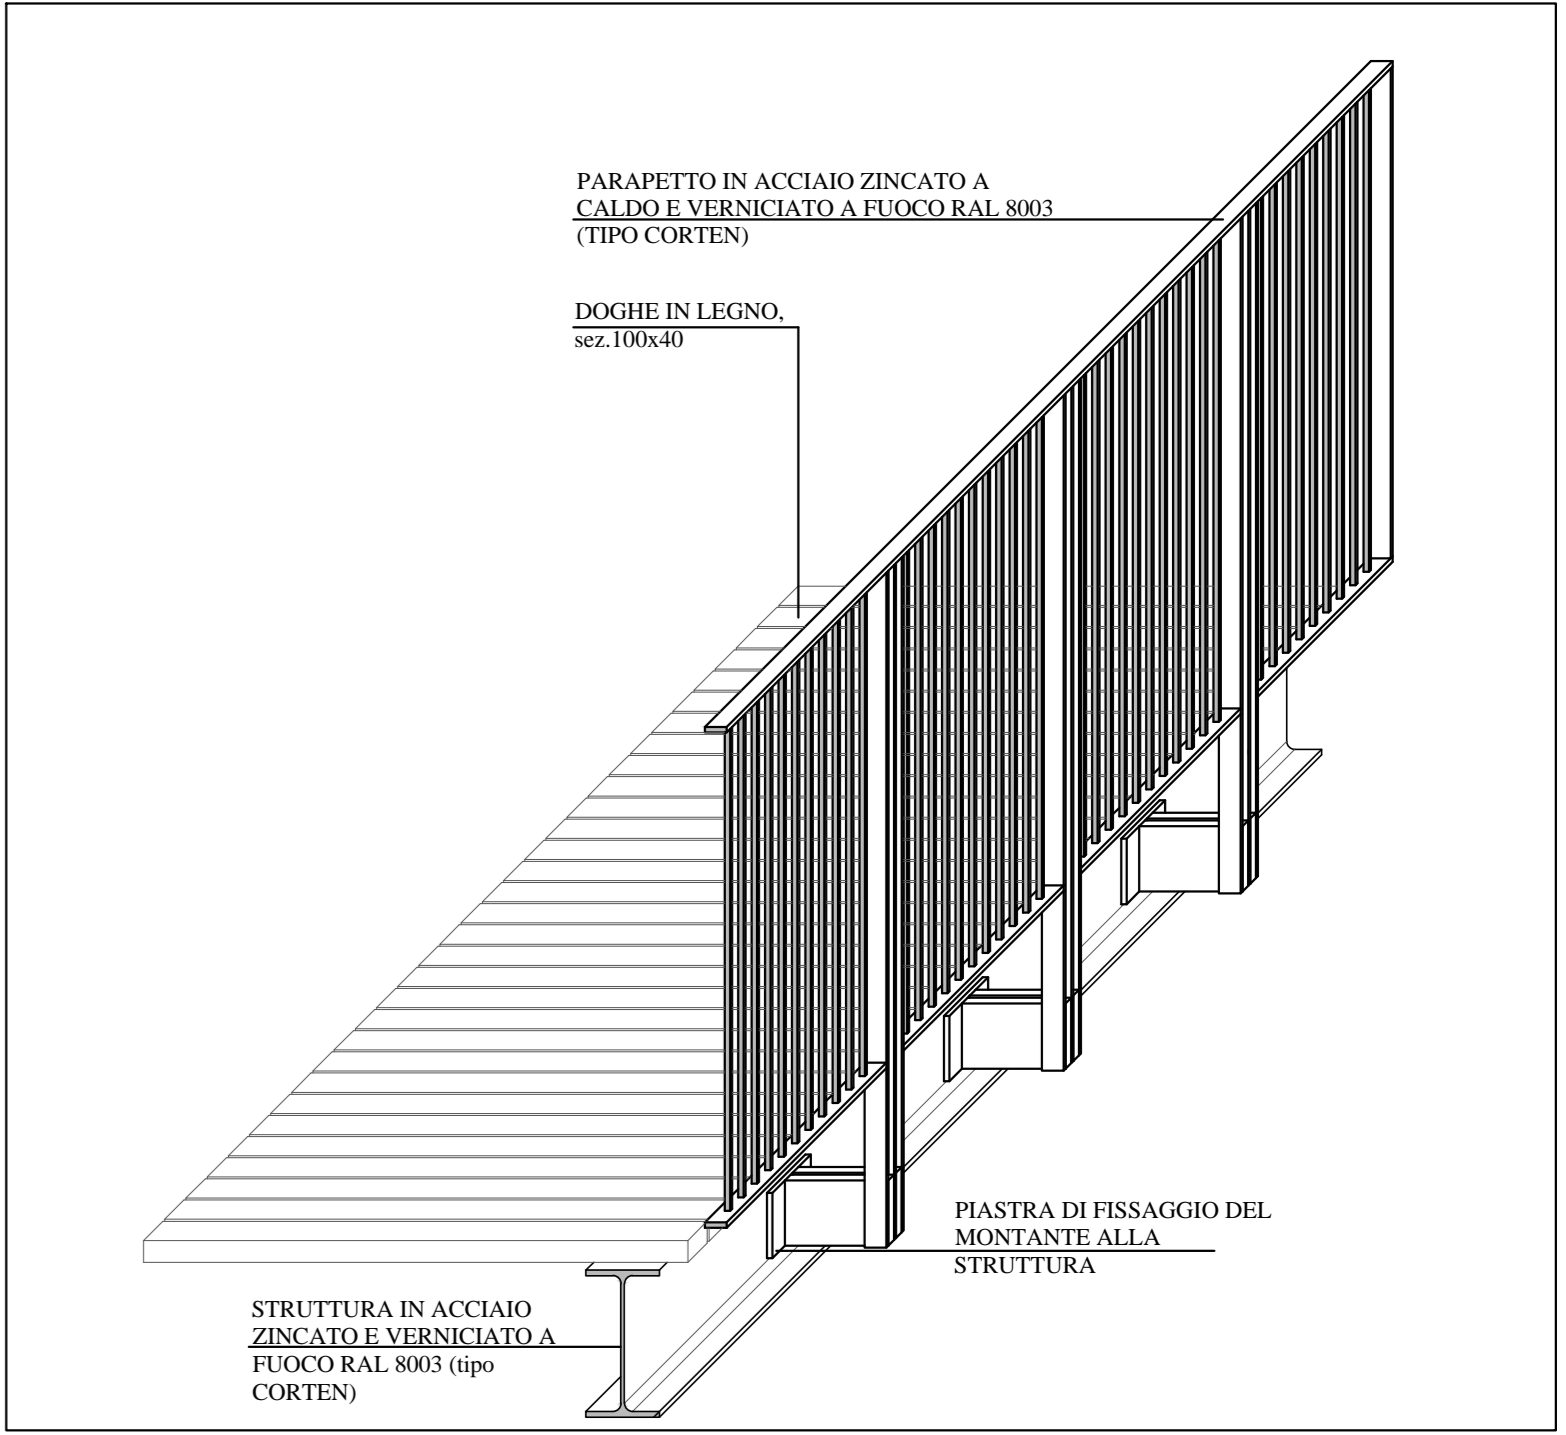 PARAPETTO IN ACCIAIO ZINCATO A
CALDO E VERNICIATO A FUOCO RAL 8003
(TIPO CORTEN)
DOGHE IN LEGNO,
sez.100x40
PIASTRA DI FISSAGGIO DEL
MONTANTE ALLA
STRUTTURA
STRUTTURA IN ACCIAIO
ZINCATO E VERNICIATO A
FUOCO RAL 8003 (tipo
CORTEN)